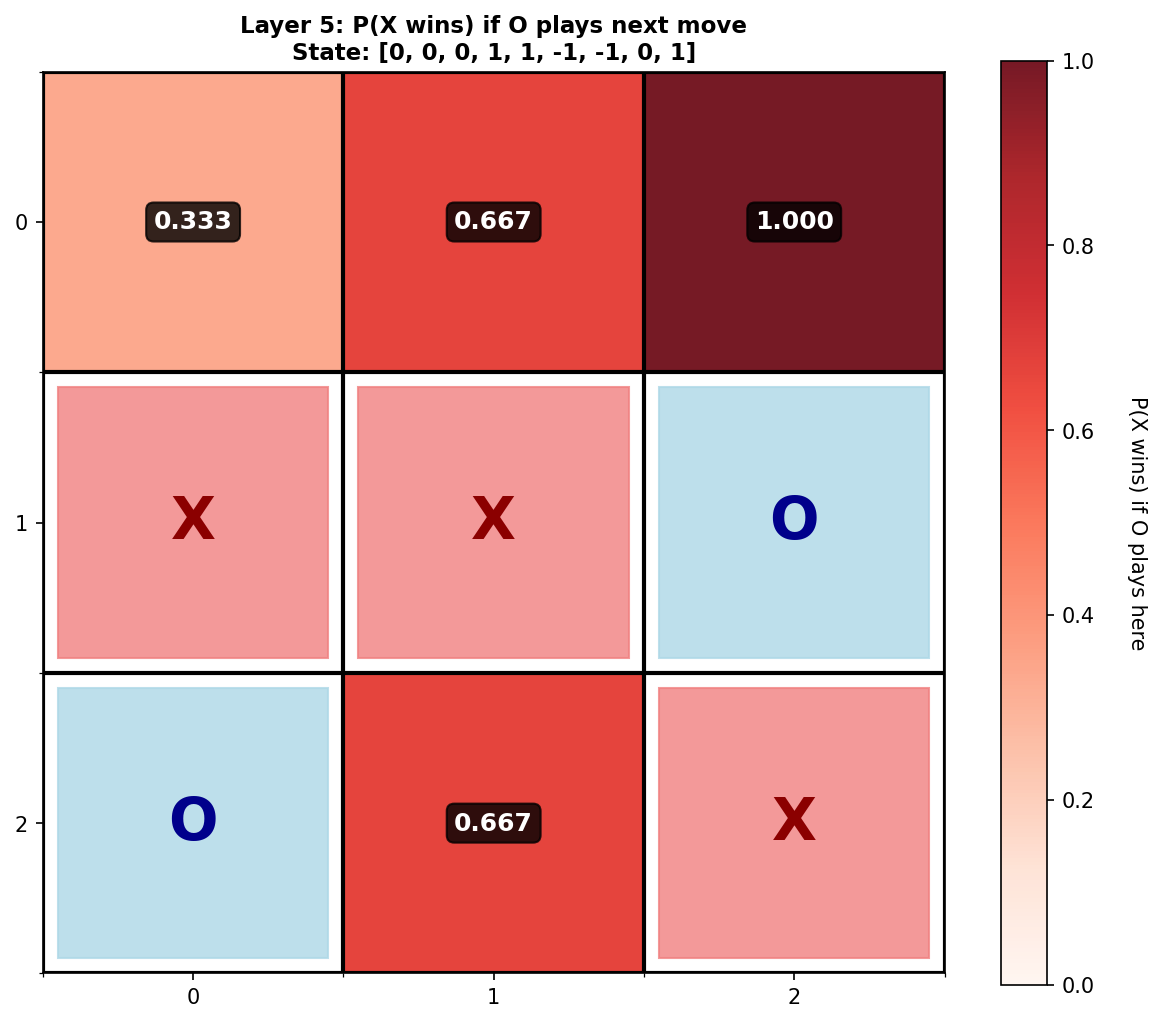 Layer 5: P(X wins) if O plays next move
State: [0, 0, 0, 1, 1, -1, -1, 0, 1]
0
0.333
0.667
1.000
1
X
X
O
2
O
0.667
X
0
1
2
1.0
0.8
0.6
0.4
0.2
0.0
P(X wins) if O plays here